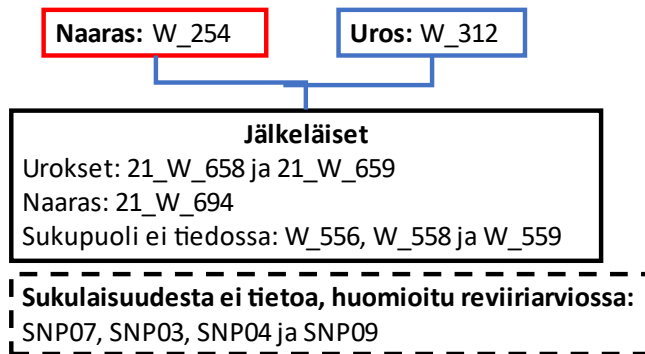 Naaras: W_254
Uros: W_312
Jälkeläiset
Urokset: 21_W_658 ja 21_W_659
Naaras: 21_W_694
Sukupuoli ei tiedossa: W_556, W_558 ja W_559
Sukulaisuudesta ei tietoa, huomioitu reviiriarviossa:
SNP07, SNP03, SNP04 ja SNP09